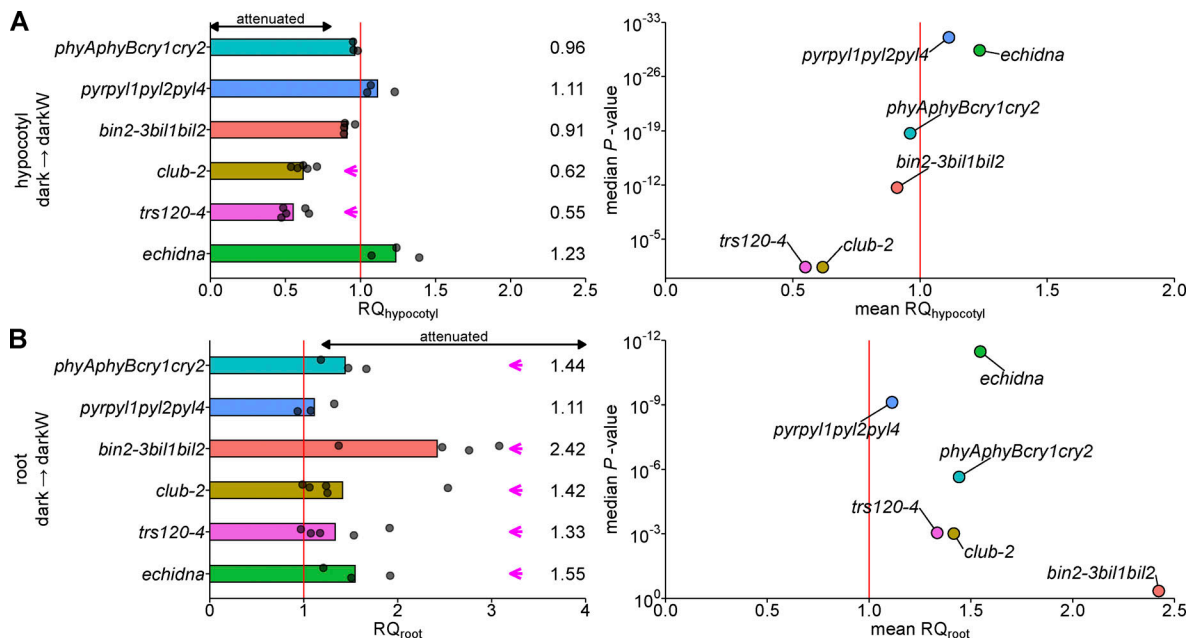 A
attenuated
hypocotyl
dark → darkW
phyAphyBcry1cry2
0.96
pyrpyl1pyl2pyl4
1.11
bin2-3bil1bil2
0.91
club-2
0.62
trs120-4
0.55
echidna
1.23
0.0 0.5 1.0 1.5 2.0 2.5
RQhypocotyl
median P -value
10-33
10-26
10-19
10-12
10-5
pyrpyl1pyl2pyl4
echidna
phyAphyBcry1cry2
bin2-3bil1bil2
trs120-4
club-2
0.0 0.5 1.0 1.5 2.0
mean RQhypocotyl
B
attenuated
root
dark → darkW
phyAphyBcry1cry2
1.44
pyrpyl1pyl2pyl4
1.11
bin2-3bil1bil2
2.42
club-2
1.42
trs120-4
1.33
echidna
1.55
0 1 2 3 4
RQroot
median P -value
10-12
10-9
10-6
10-3
100
echidna
pyrpyl1pyl2pyl4
phyAphyBcry1cry2
trs120-4
club-2
bin2-3bil1bil2
0.0 0.5 1.0 1.5 2.0 2.5
mean RQroot